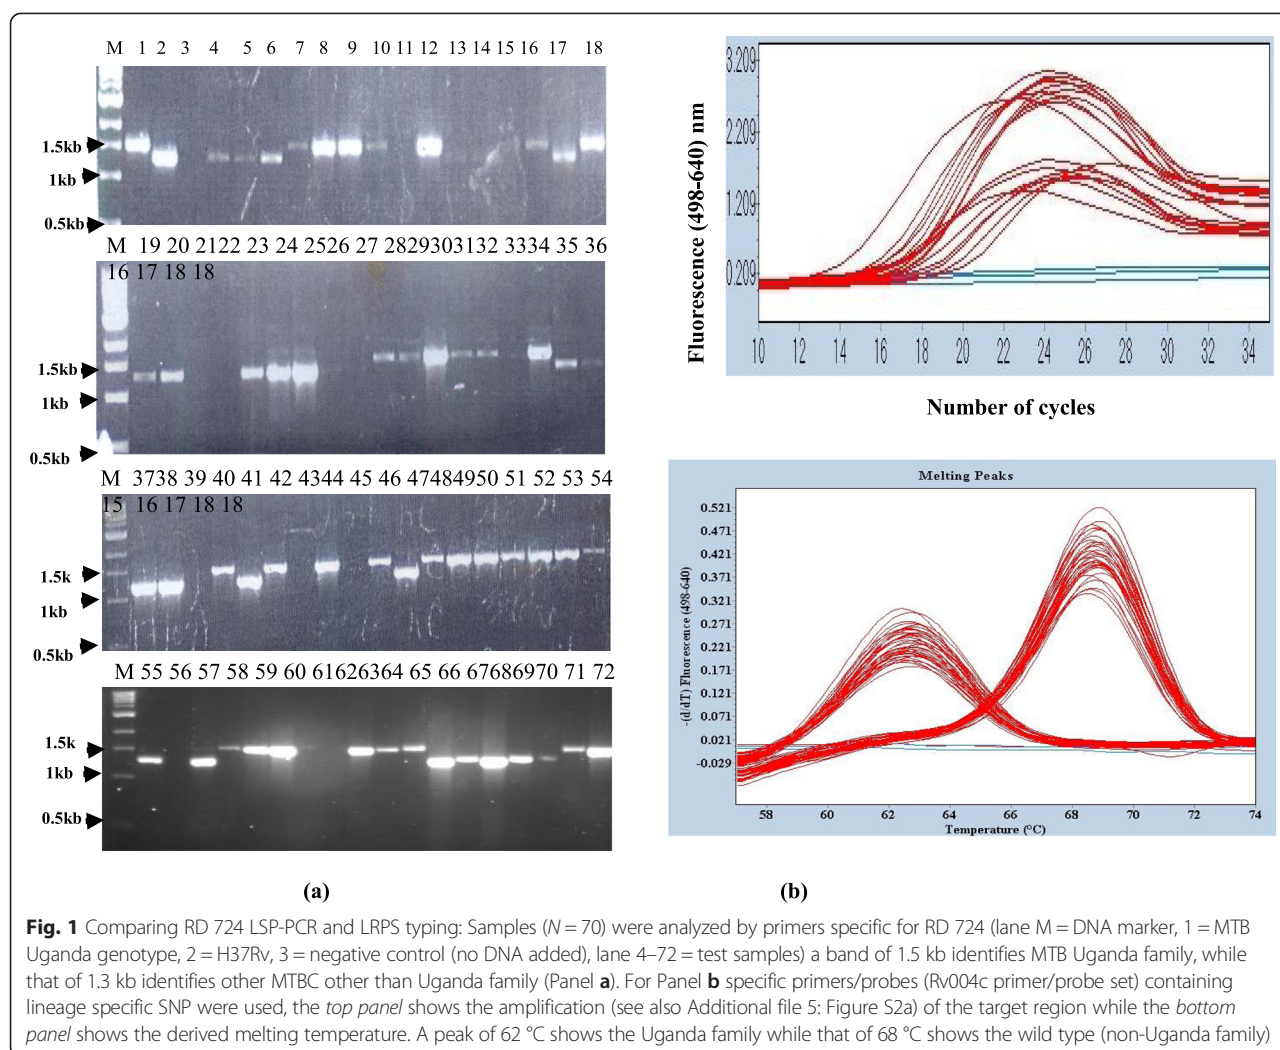 M 1 2 3 4 5 6 7 8 9 10 11 12 13 14 15 16 17 18
1.5kb
1kb
0.5kb
M 19 20 2122 23 24 2526 27 282930313 2 3334 35 36
16 17 18 18
1.5kb
1kb
0.5kb
M 3738 39 40 41 42 4344 45 46 47484950 51 52 53 54
15 16 17 18 18
1.5k
1kb
0.5kb
M 55 56 57 58 59 60 61626364 65 66 676869 70 71 72
1.5k
1kb
0.5kb
(a)
Fluorescence (498-640) nm
3.209
2.209
1.209
0.209
10 12 14 16 18 20 22 24 26 28 30 32 34
Number of cycles
Melting Peaks
-(d/dT) Fluorescence (498-640)
0.521
0.471
0.421
0.371
0.321
0.271
0.221
0.171
0.121
0.071
0.021
-0.029
58 60 62 64 66 68 70 72 74
Temperature (°C)
(b)
Fig. 1 Comparing RD 724 LSP-PCR and LRPS typing: Samples (N = 70) were analyzed by primers specific for RD 724 (lane M = DNA marker, 1 = MTB
Uganda genotype, 2 = H37Rv, 3 = negative control (no DNA added), lane 4–72 = test samples) a band of 1.5 kb identifies MTB Uganda family, while
that of 1.3 kb identifies other MTBC other than Uganda family (Panel a). For Panel b specific primers/probes (Rv004c primer/probe set) containing
lineage specific SNP were used, the top panel shows the amplification (see also Additional file 5: Figure S2a) of the target region while the bottom
panel shows the derived melting temperature. A peak of 62 °C shows the Uganda family while that of 68 °C shows the wild type (non-Uganda family)